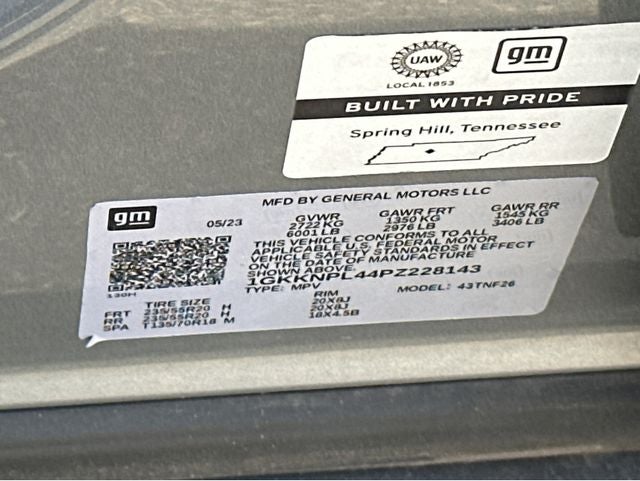 UAW
LOCAL 1853
gm
BUILT WITH PRIDE
Spring Hill, Tennessee
gm
MFD BY GENERAL MOTORS LLC
05/23
GVWR GAWR FRT GAWR RR
2722 KG 1350 KG 1545 KG
6001 LB 2976 LB 3406 LB
THIS VEHICLE CONFORMS TO ALL
APPLICABLE U.S. FEDERAL MOTOR
VEHICLE SAFETY STANDARDS IN EFFECT
ON THE DATE OF MANUFACTURE
SHOWN ABOVE.
1GKKNPL44PZ228143
TYPE: MPV MODEL: 43TNF26
130H
TIRE SIZE RIM
FRT 235/55R20 H 20X8J
RR 235/55R20 H 20X8J
SPA T135/70R18 M 18X4.5B